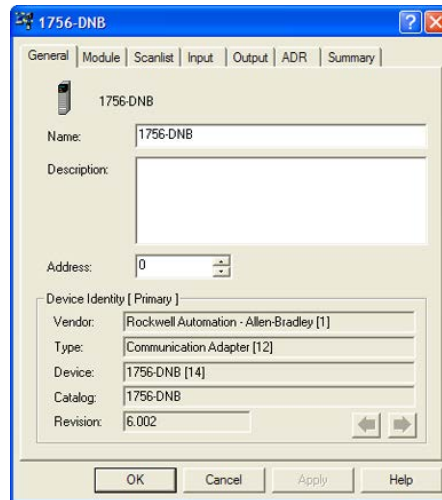 1756-DNB
General Module Scanlist Input Output ADR Summary
1756-DNB
Name: 1756-DNB
Description:
Address: 0
Device Identity [ Primary ]
Vendor: Rockwell Automation - Allen-Bradley [1]
Type: Communication Adapter [12]
Device: 1756-DNB [14]
Catalog: 1756-DNB
Revision: 6.002
OK Cancel Apply Help